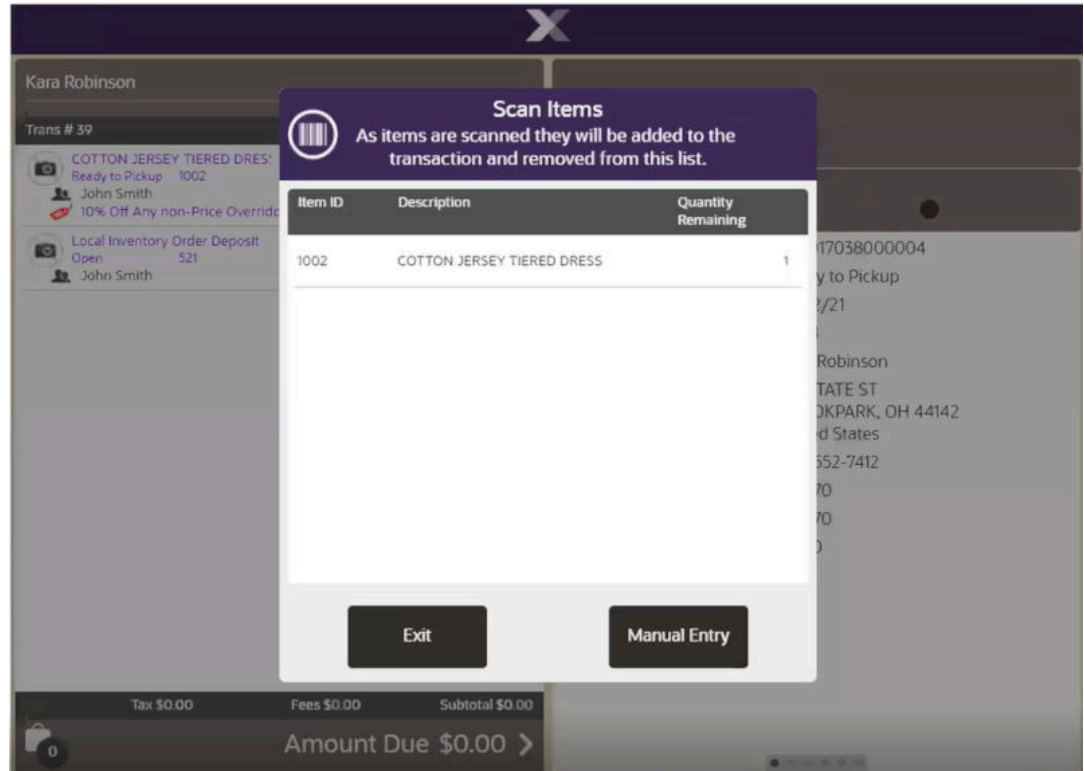 Kara Robinson
Trans # 39
COTTON JERSEY TIERED DRES
Ready to Pickup 1002
John Smith
10% Off Any non-Price Overrid
Local Inventory Order Deposit
Open 521
John Smith
Tax $0.00 Fees $0.00 Subtotal $0.00
0
Amount Due $0.00
Scan Items
As items are scanned they will be added to the
transaction and removed from this list.
Item ID Description Quantity
Remaining
1002 COTTON JERSEY TIERED DRESS 1
Exit Manual Entry
17038000004
y to Pickup
2/21
Robinson
TATE ST
OKPARK, OH 44142
d States
552-7412
70
70